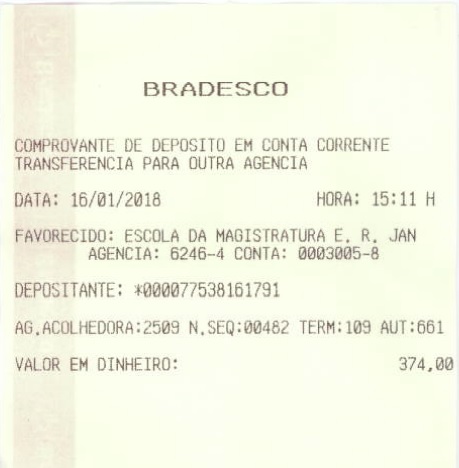 BRADESCO
COMPROVANTE DE DEPOSITO EM CONTA CORRENTE
TRANSFERENCIA PARA OUTRA AGENCIA
DATA: 16/01/2018 HORA: 15:11 H
FAVORECIDO: ESCOLA DA MAGISTRATURA E. R. JAN
AGENCIA: 6246-4 CONTA: 0003005-8
DEPOSITANTE: *000077538161791
AG.ACOLHEDORA:2509 N.SEQ:00482 TERM:109 AUT:661
VALOR EM DINHEIRO: 374,00